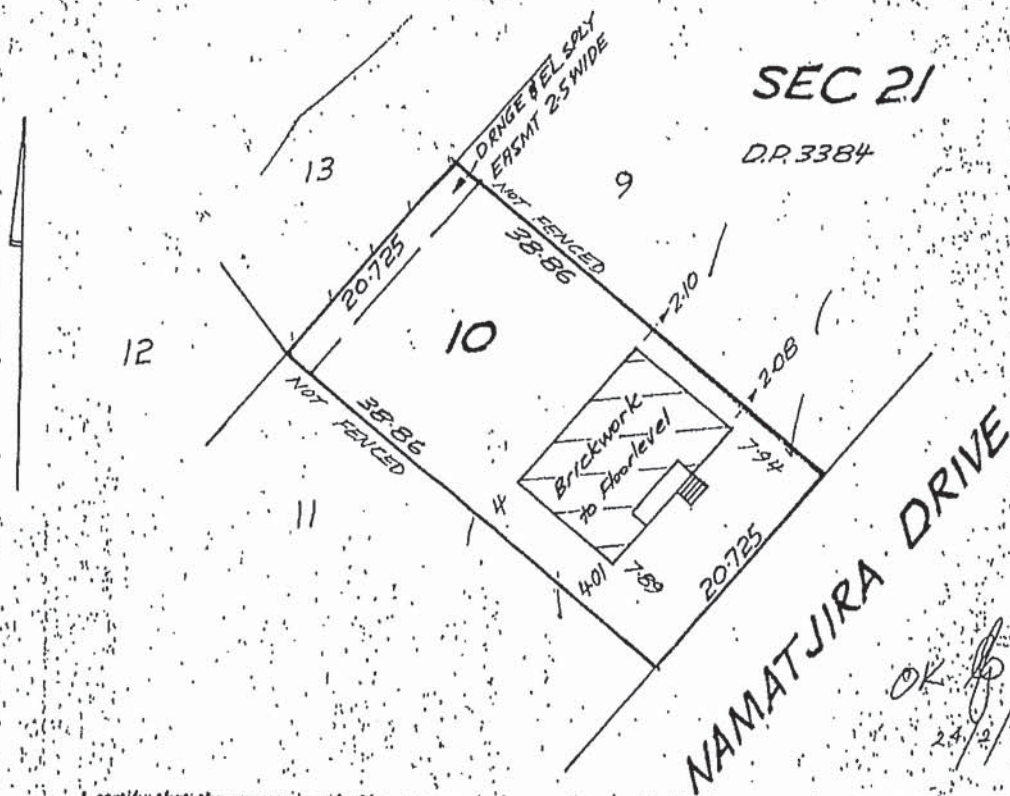 SEC 21
D.P. 3384
DRNGE & EL SPLY
EASMT 2.5 WIDE
13
9
NOT FENCED
38.86
20.725
2.10
10
12
2.08
NOT FENCED
38.86
Brickwork
to Floorlevel
7.94
4
11
4.01
7.89
20.725
NAMATJIRA DRIVE
OK
24/2/